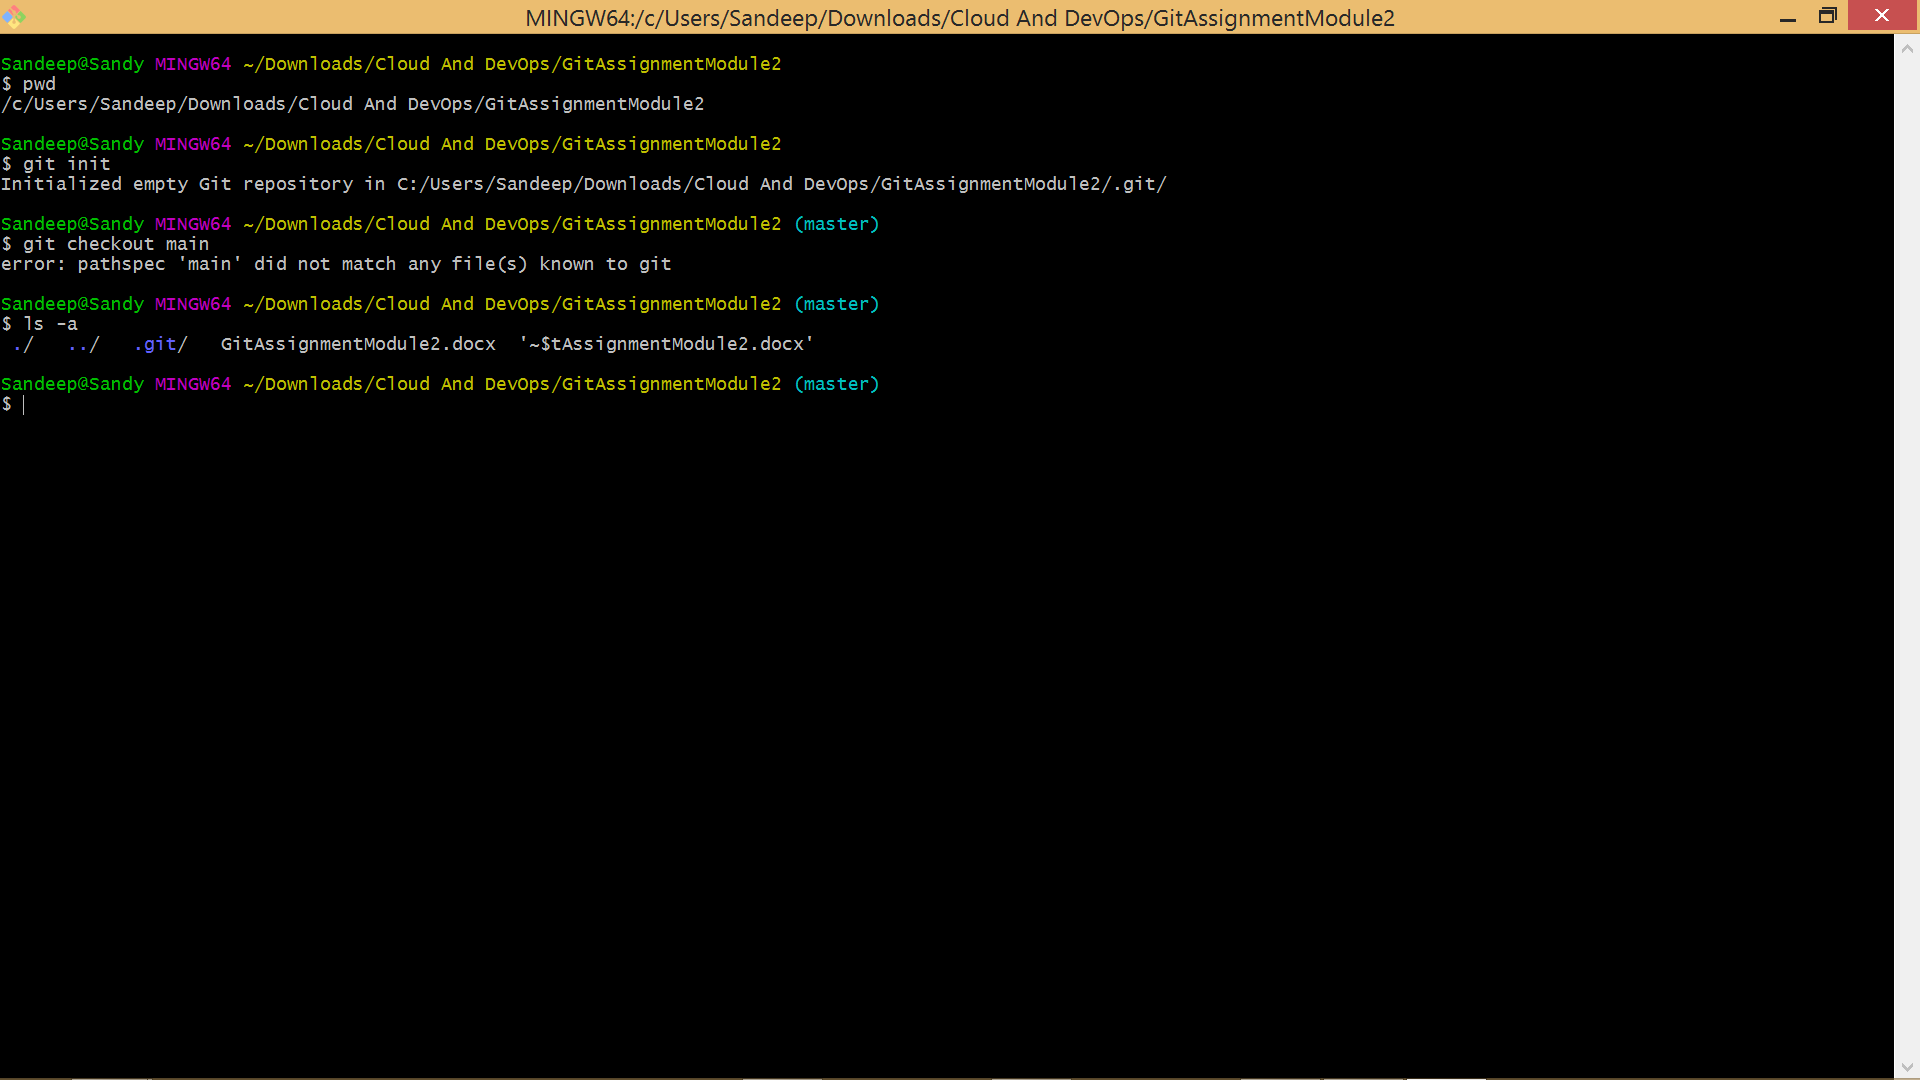 MINGW64:/c/Users/Sandeep/Downloads/Cloud And DevOps/GitAssignmentModule2
Sandeep@Sandy MINGW64 ~/Downloads/Cloud And DevOps/GitAssignmentModule2
$ pwd
/c/Users/Sandeep/Downloads/Cloud And DevOps/GitAssignmentModule2
Sandeep@Sandy MINGW64 ~/Downloads/Cloud And DevOps/GitAssignmentModule2
$ git init
Initialized empty Git repository in C:/Users/Sandeep/Downloads/Cloud And DevOps/GitAssignmentModule2/.git/
Sandeep@Sandy MINGW64 ~/Downloads/Cloud And DevOps/GitAssignmentModule2 (master)
$ git checkout main
error: pathspec 'main' did not match any file(s) known to git
Sandeep@Sandy MINGW64 ~/Downloads/Cloud And DevOps/GitAssignmentModule2 (master)
$ ls -a
./ ../ .git/ GitAssignmentModule2.docx '~$tAssignmentModule2.docx'
Sandeep@Sandy MINGW64 ~/Downloads/Cloud And DevOps/GitAssignmentModule2 (master)
$